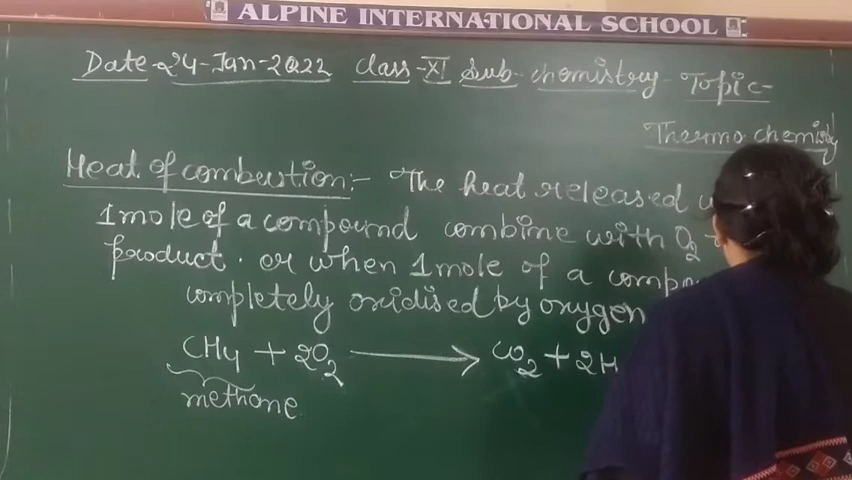 ALPINE INTERNATIONAL SCHOOL
Date-24-Jan-2022 Class-XI Sub-chemistry-Topic-
Thermo chemistry
Heat of combustion:- The heat released
1 mole of a compound combine with O2
product. or when 1 mole of a
completely oxidised by oxygen
CH4 + 2O2 ⟶ CO2 + 2H
methane